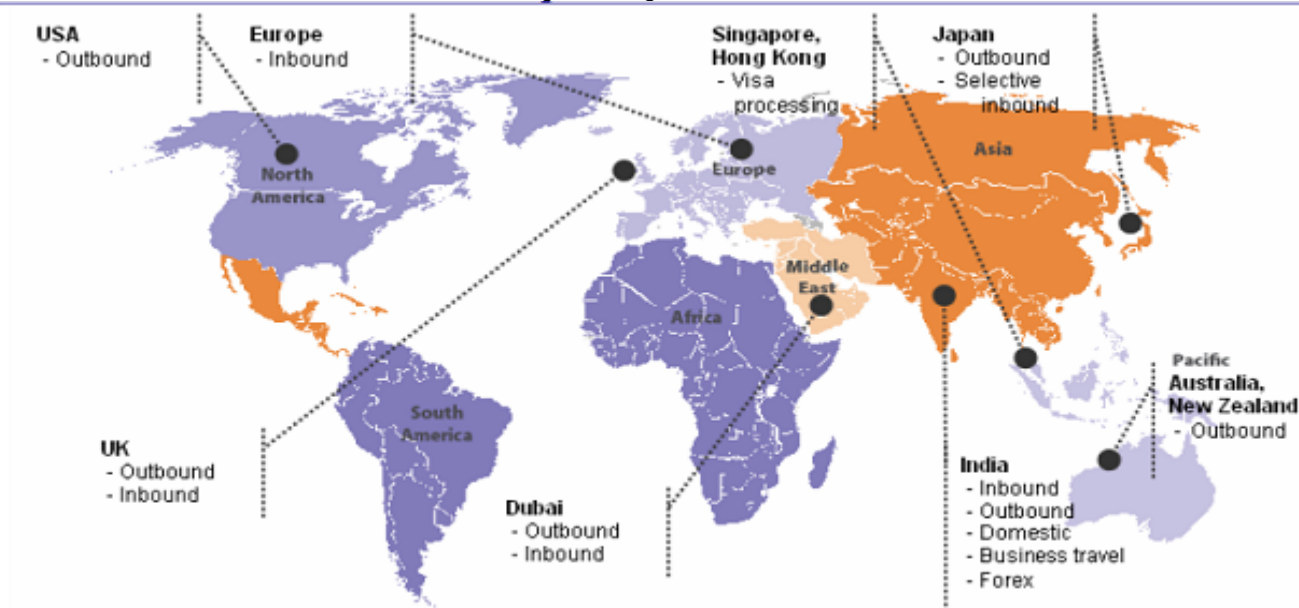 USA
- Outbound
Europe
- Inbound
Singapore,
Hong Kong
- Visa
processing
Japan
- Outbound
- Selective
inbound
North
America
Europe
Asia
Middle
East
Africa
South
America
Pacific
Australia,
New Zealand
- Outbound
UK
- Outbound
- Inbound
Dubai
- Outbound
- Inbound
India
- Inbound
- Outbound
- Domestic
- Business travel
- Forex